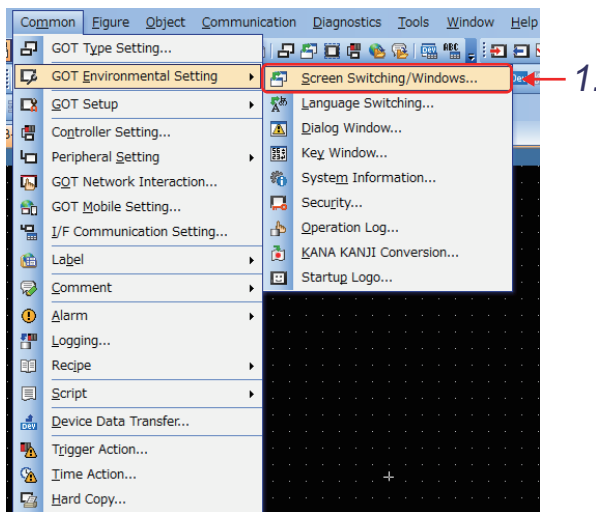 Common Figure Object Communication Diagnostics Tools Window Help
GOT Type Setting...
GOT Environmental Setting
Screen Switching/Windows...
1.
GOT Setup
Language Switching...
Controller Setting...
Dialog Window...
Peripheral Setting
Key Window...
GOT Network Interaction...
System Information...
GOT Mobile Setting...
Security...
I/F Communication Setting...
Operation Log...
Label
KANA KANJI Conversion...
Comment
Startup Logo...
Alarm
Logging...
Recipe
Script
Device Data Transfer...
Trigger Action...
Time Action...
Hard Copy...